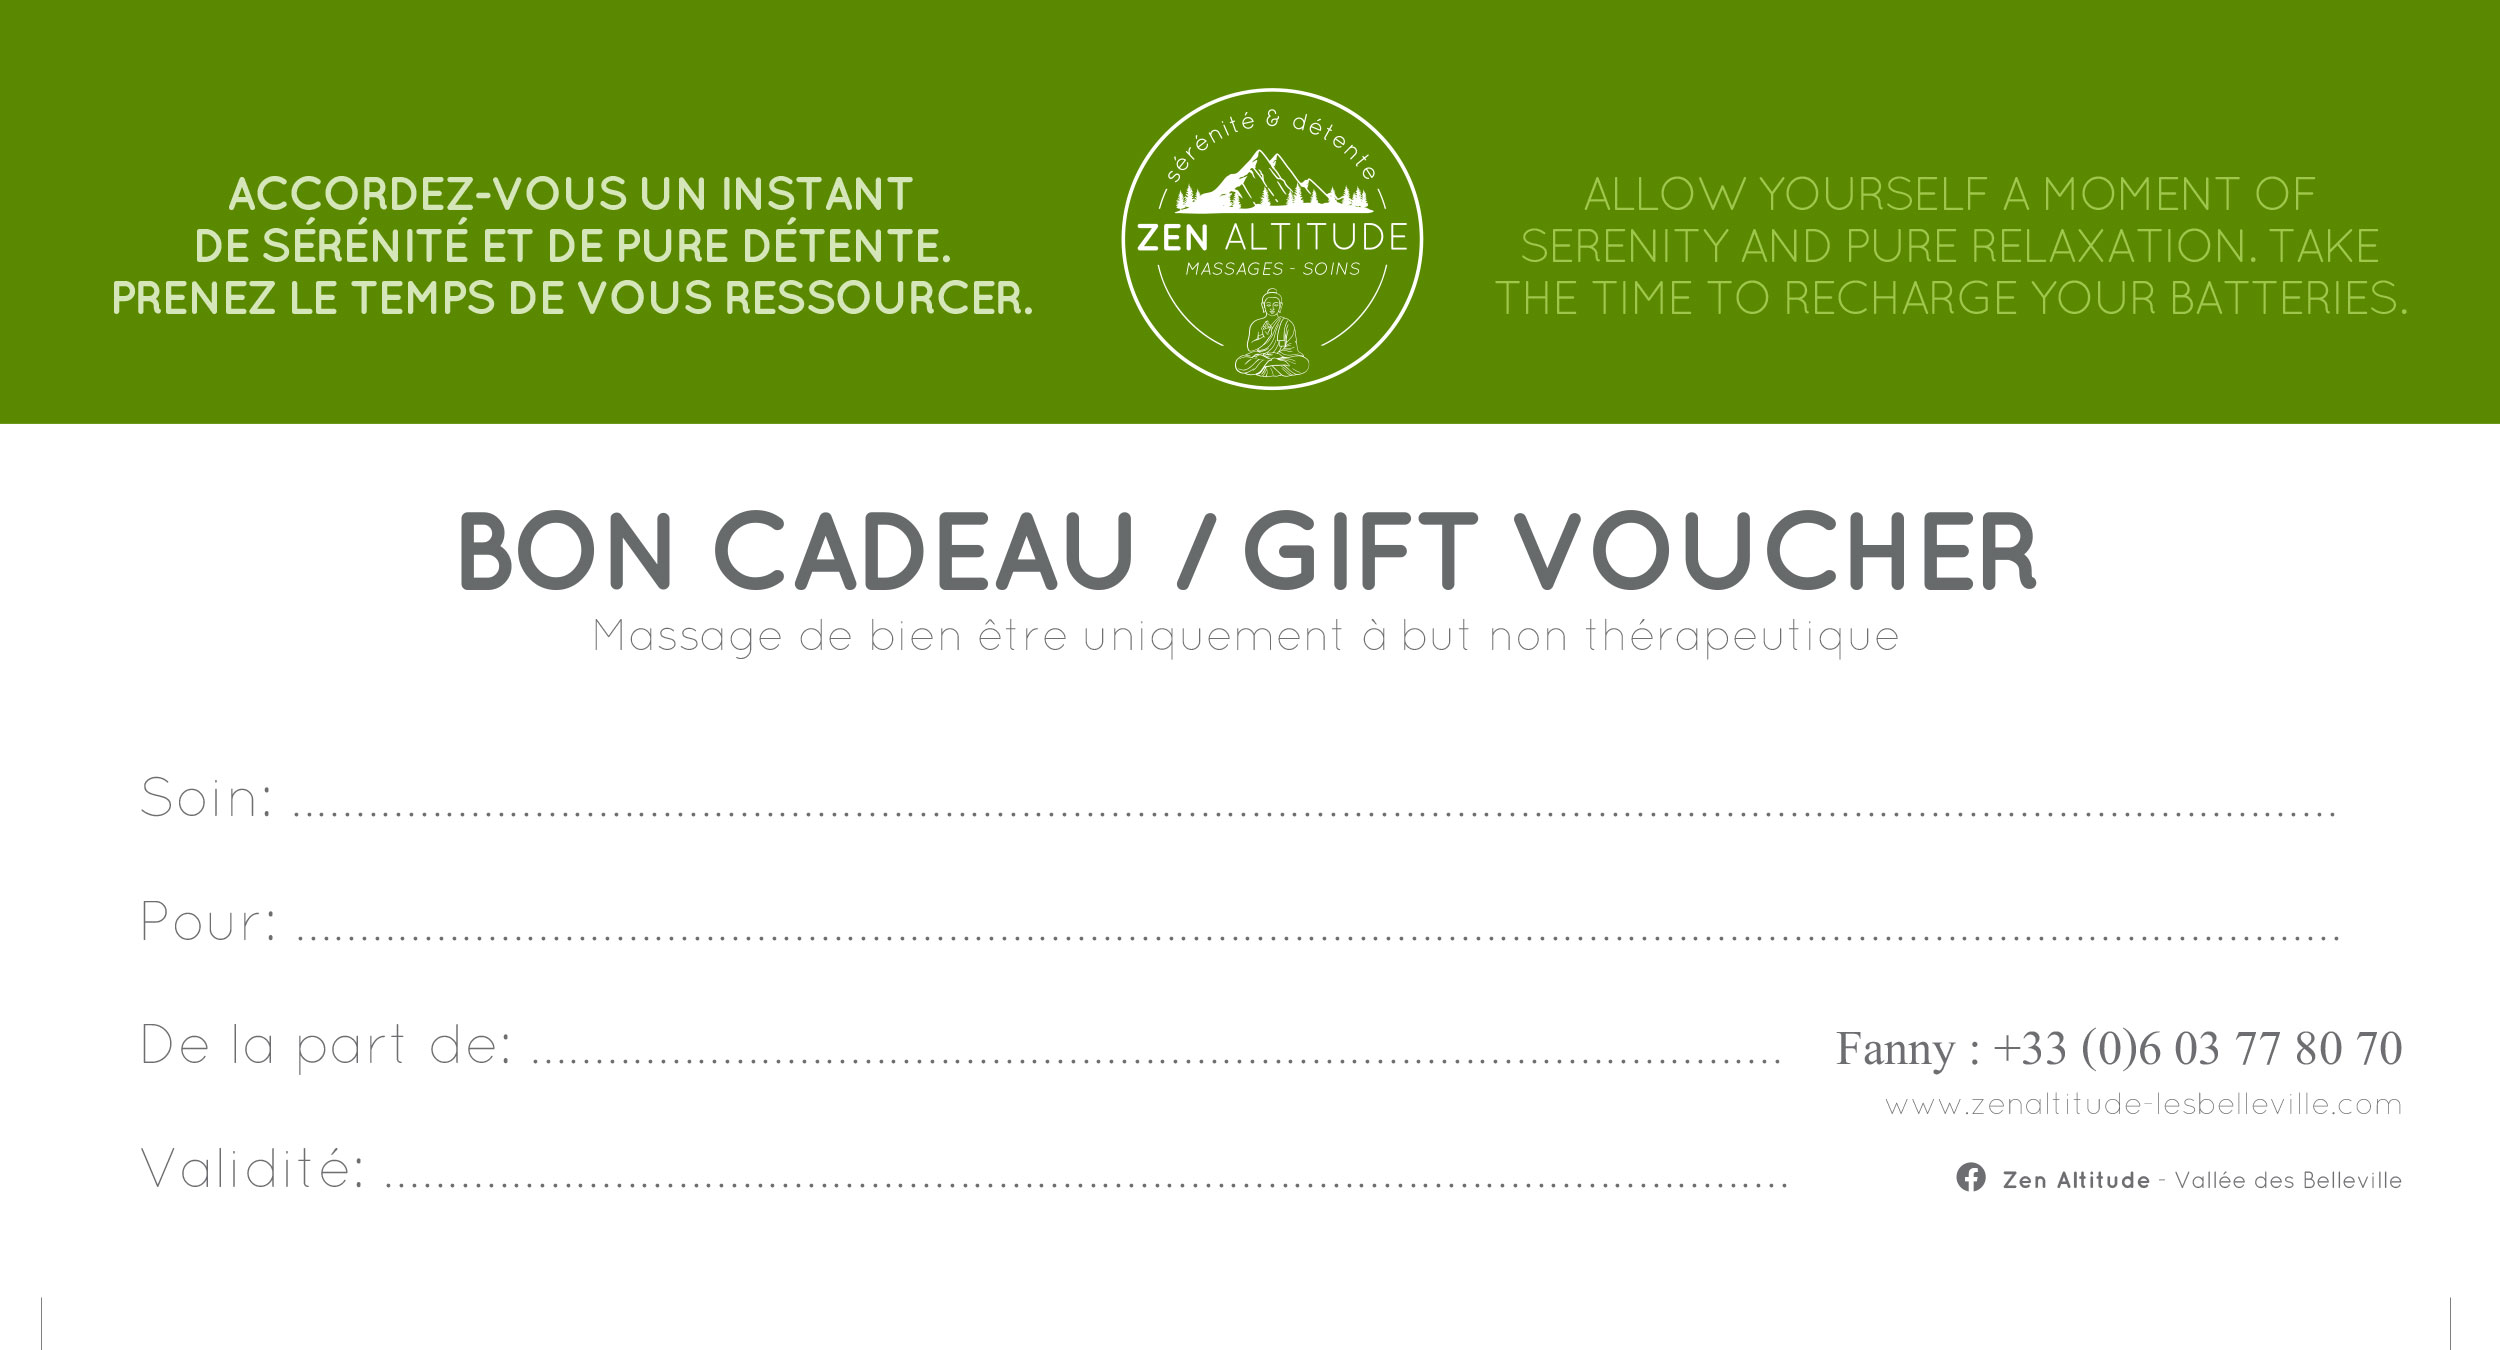 ACCORDEZ-VOUS UN INSTANT
DE SÉRÉNITÉ ET DE PURE DÉTENTE.
PRENEZ LE TEMPS DE VOUS RESSOURCER.
sérénité & détente
ZEN ALTITUDE
MASSAGES - SOINS
ALLOW YOURSELF A MOMENT OF
SERENITY AND PURE RELAXATION. TAKE
THE TIME TO RECHARGE YOUR BATTERIES.
BON CADEAU / GIFT VOUCHER
Massage de bien être uniquement à but non thérapeutique
Soin: ........................................................................................................................
Pour: ........................................................................................................................
De la part de: ........................................................................................................................
Fanny : +33 (0)6 03 77 80 70
www.zenaltitude-lesbelleville.com
Validité: ........................................................................................................................
Zen Altitude - Vallée des Belleville